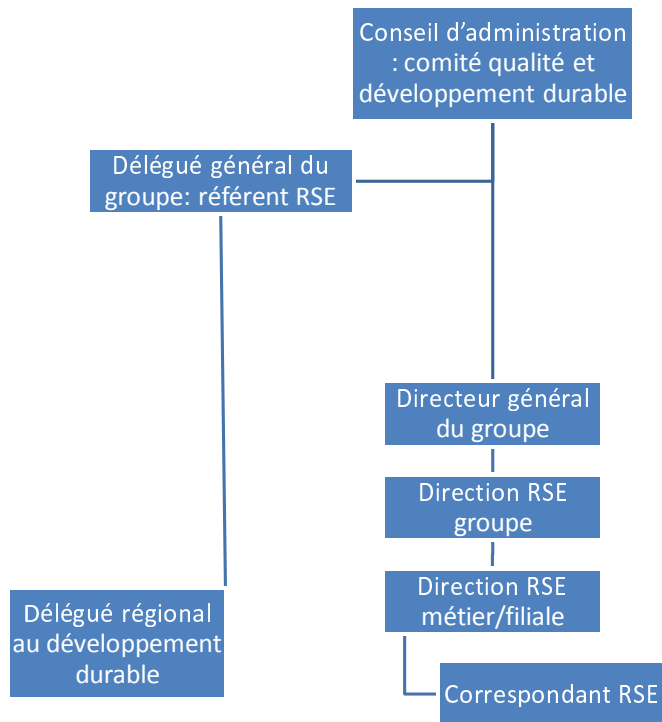 Conseil d’administration
: comité qualité et
développement durable
Délégué général du
groupe: référent RSE
Directeur général
du groupe
Direction RSE
groupe
Direction RSE
métier/filiale
Délégué régional
au développement
durable
Correspondant RSE